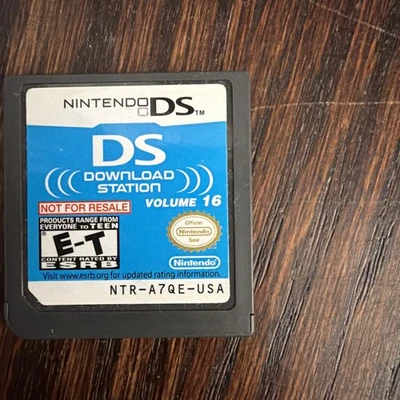 NINTENDO DS™
DS
DOWNLOAD
STATION
VOLUME 16
NOT FOR RESALE
PRODUCTS RANGE FROM
EVERYONE TO TEEN
E-T
CONTENT RATED BY
ESRB
Official
Nintendo
Seal
Nintendo
Visit www.esrb.org for updated rating information.
NTR-A7QE-USA